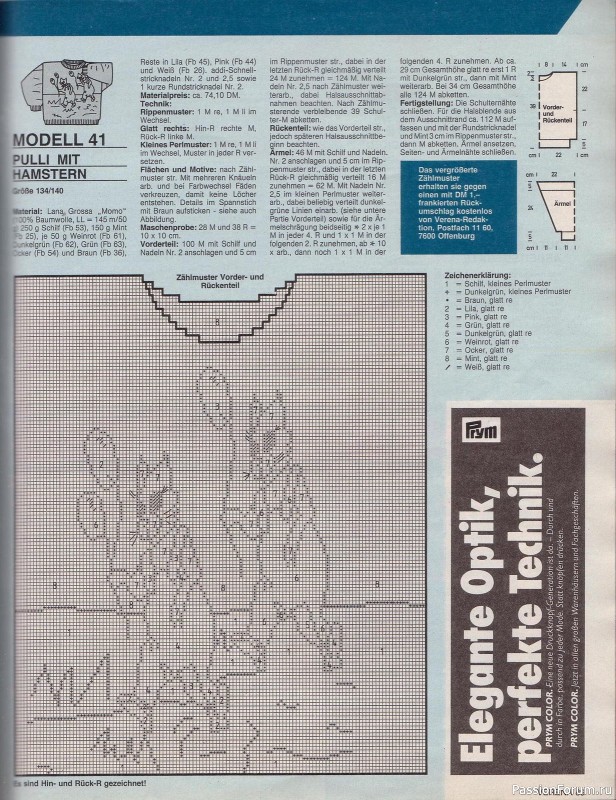 MODELL 41
PULLI MIT
HAMSTERN
Größe 134/140
Material: Lana, Grossa „Momo"
100% Baumwolle, LL = 145 m/50
g) 250 g Schilf (Fb 53), 150 g Mint
(Fb 25), je 50 g Weinrot (Fb 61),
Dunkelgrün (Fb 62), Grün (Fb 63),
Ocker (Fb 54) und Braun (Fb 36),
Reste in Lila (Fb 45), Pink (Fb 44)
und Weiß (Fb 26). addi-Schnell-
stricknadeln Nr. 2 und 2,5 sowie
1 kurze Rundstricknadel Nr. 2.
Materialpreis: ca. 74,10 DM.
Technik:
Rippenmuster: 1 M re, 1 M li im
Wechsel.
Glatt rechts: Hin-R rechte M,
Rück-R linke M.
Kleines Perlmuster: 1 M re, 1 M li
im Wechsel, Muster in jeder R ver-
setzen.
Flächen und Motive: nach Zähl-
muster str. Mit mehreren Knäueln
arb. und bei Farbwechsel Fäden
verkreuzen, damit keine Löcher
entstehen. Details im Spannstich
mit Braun aufsticken - siehe auch
Abbildung.
Maschenprobe: 28 M und 38 R =
10 x 10 cm.
Vorderteil: 100 M mit Schilf und
Nadeln Nr. 2 anschlagen und 5 cm
im Rippenmuster str., dabei in der
letzten Rück-R gleichmäßig verteilt
24 M zunehmen = 124 M. Mit Na-
deln Nr. 2,5 nach Zählmuster wei-
terarb., dabei Halsausschnittab-
nahmen beachten. Nach Zählmu-
sterende verbleibende 39 Schul-
ter-M abketten.
Rückenteil: wie das Vorderteil str.,
jedoch späteren Halsausschnittbe-
ginn beachten.
Ärmel: 46 M mit Schilf und Nadeln.
Nr. 2 anschlagen und 5 cm im Rip-
penmuster str., dabei in der letzten
Rück-R gleichmäßig verteilt 16 M
zunehmen = 62 M. Mit Nadeln Nr.
2,5 im kleinen Perlmuster weiter-
arb., dabei beliebig verteilt dunkel-
grüne Linien einarb. (siehe untere
Partie Vorderteil) sowie für die Är-
melschrägung beidseitig * 2 x je 1
M in jeder 4. R und 1 x 1 M in der
folgenden 2. R zunehmen, ab * 10
x arb., dann noch 1 x 1 M in der
folgenden 4. R zunehmen. Ab ca.
29 cm Gesamthöhe glatt re erst 1 R
mit Dunkelgrün str., dann mit Mint
weiterarb. Bei 34 cm Gesamthöhe
alle 124 M abketten.
Fertigstellung: Die Schulternähte
schließen. Für die Halsblende aus
dem Ausschnittrand ca. 112 M auf-
fassen und mit der Rundstricknadel
und Mint 3 cm im Rippenmuster str.,
dann M abketten. Ärmel ansetzen,
Seiten- und Ärmelnähte schließen.
Das vergrößerte
Zählmuster
erhalten sie gegen
einen mit DM 1,–
frankierten Rück-
umschlag kostenlos
von Verena-Redak-
tion, Postfach 11 60,
7600 Offenburg
8 14 cm
Vorder-
und
Rückenteil
39
17
cm 22
22
Ärmel
cm 11 11
Zählmuster Vorder- und
Rückenteil
Es sind Hin- und Rück-R gezeichnet!
Zeichenerklärung:
1 = Schilf, kleines Perlmuster
+ = Dunkelgrün, kleines Perlmuster
• = Braun, glatt re
2 = Lila, glatt re
3 = Pink, glatt re
4 = Grün, glatt re
5 = Dunkelgrün, glatt re
6 = Weinrot, glatt re
7 = Ocker, glatt re
8 = Mint, glatt re
/ = Weiß, glatt re
Prym
Elegante Optik,
perfekte Technik.
PRYM COLOR. Eine neue Druckknopf-Generation ist da – Durch und
durch in Farbe, passend zu jeder Mode. Statt knöpfen drücken.
PRYM COLOR. Jetzt in allen großen Warenhäusern und Fachgeschäften.
PassionForum.ru